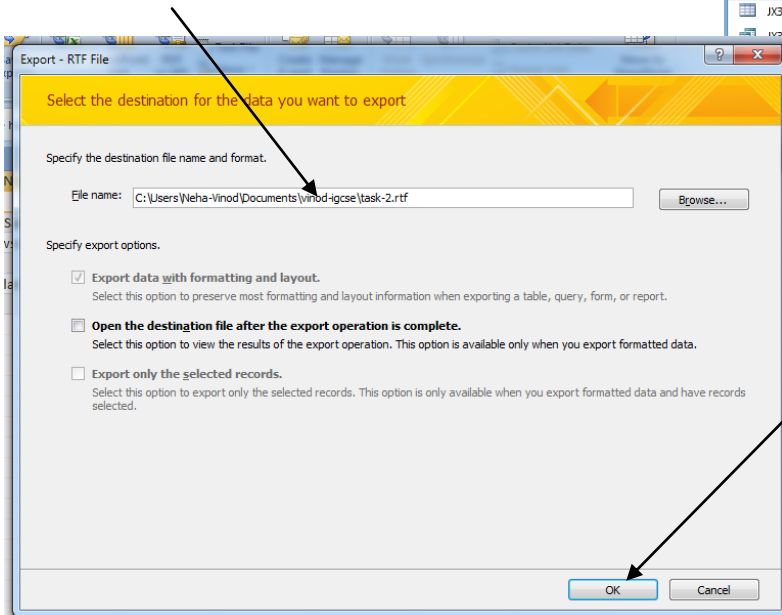 JX3
Export - RTF File
Select the destination for the data you want to export
Specify the destination file name and format.
File name: C:\Users\Neha-Vinod\Documents\vinod-igcse\task-2.rtf Browse...
Specify export options.
Export data with formatting and layout.
Select this option to preserve most formatting and layout information when exporting a table, query, form, or report.
Open the destination file after the export operation is complete.
Select this option to view the results of the export operation. This option is available only when you export formatted data.
Export only the selected records.
Select this option to export only the selected records. This option is only available when you export formatted data and have records
selected.
OK Cancel